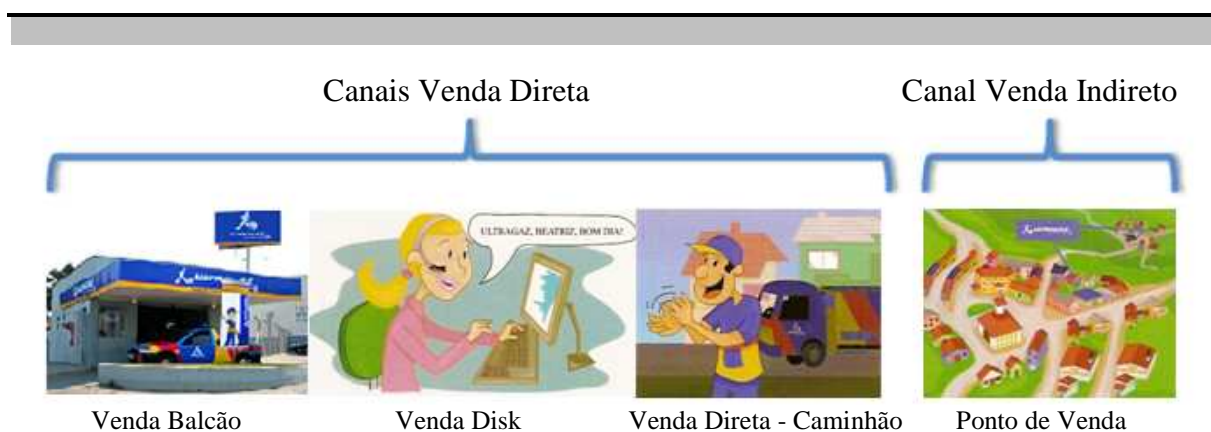 Canais Venda Direta
Canal Venda Indireto
ULTRAGAZ, BEATRIZ, BOM DIA!
Venda Balcão
Venda Disk
Venda Direta - Caminhão
Ponto de Venda